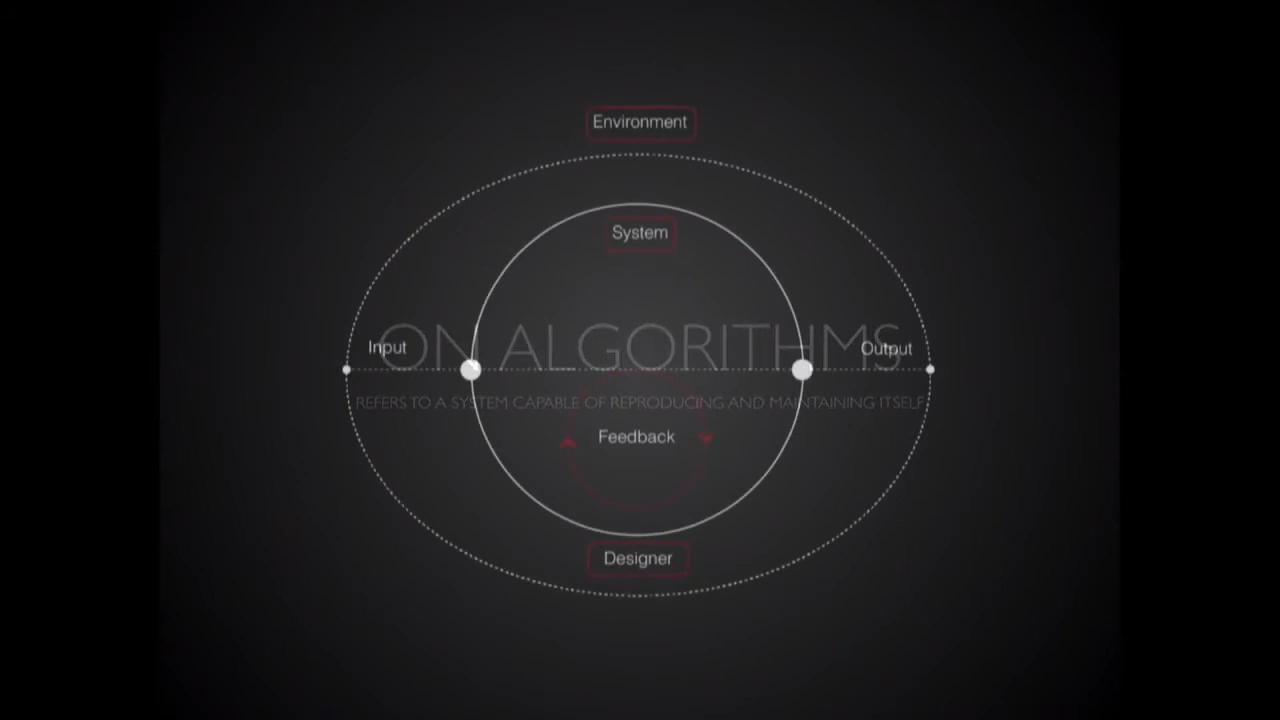 Environment
System
ON ALGORITHMS
Input
Output
REFERS TO A SYSTEM CAPABLE OF REPRODUCING AND MAINTAINING ITSELF
Feedback
Designer